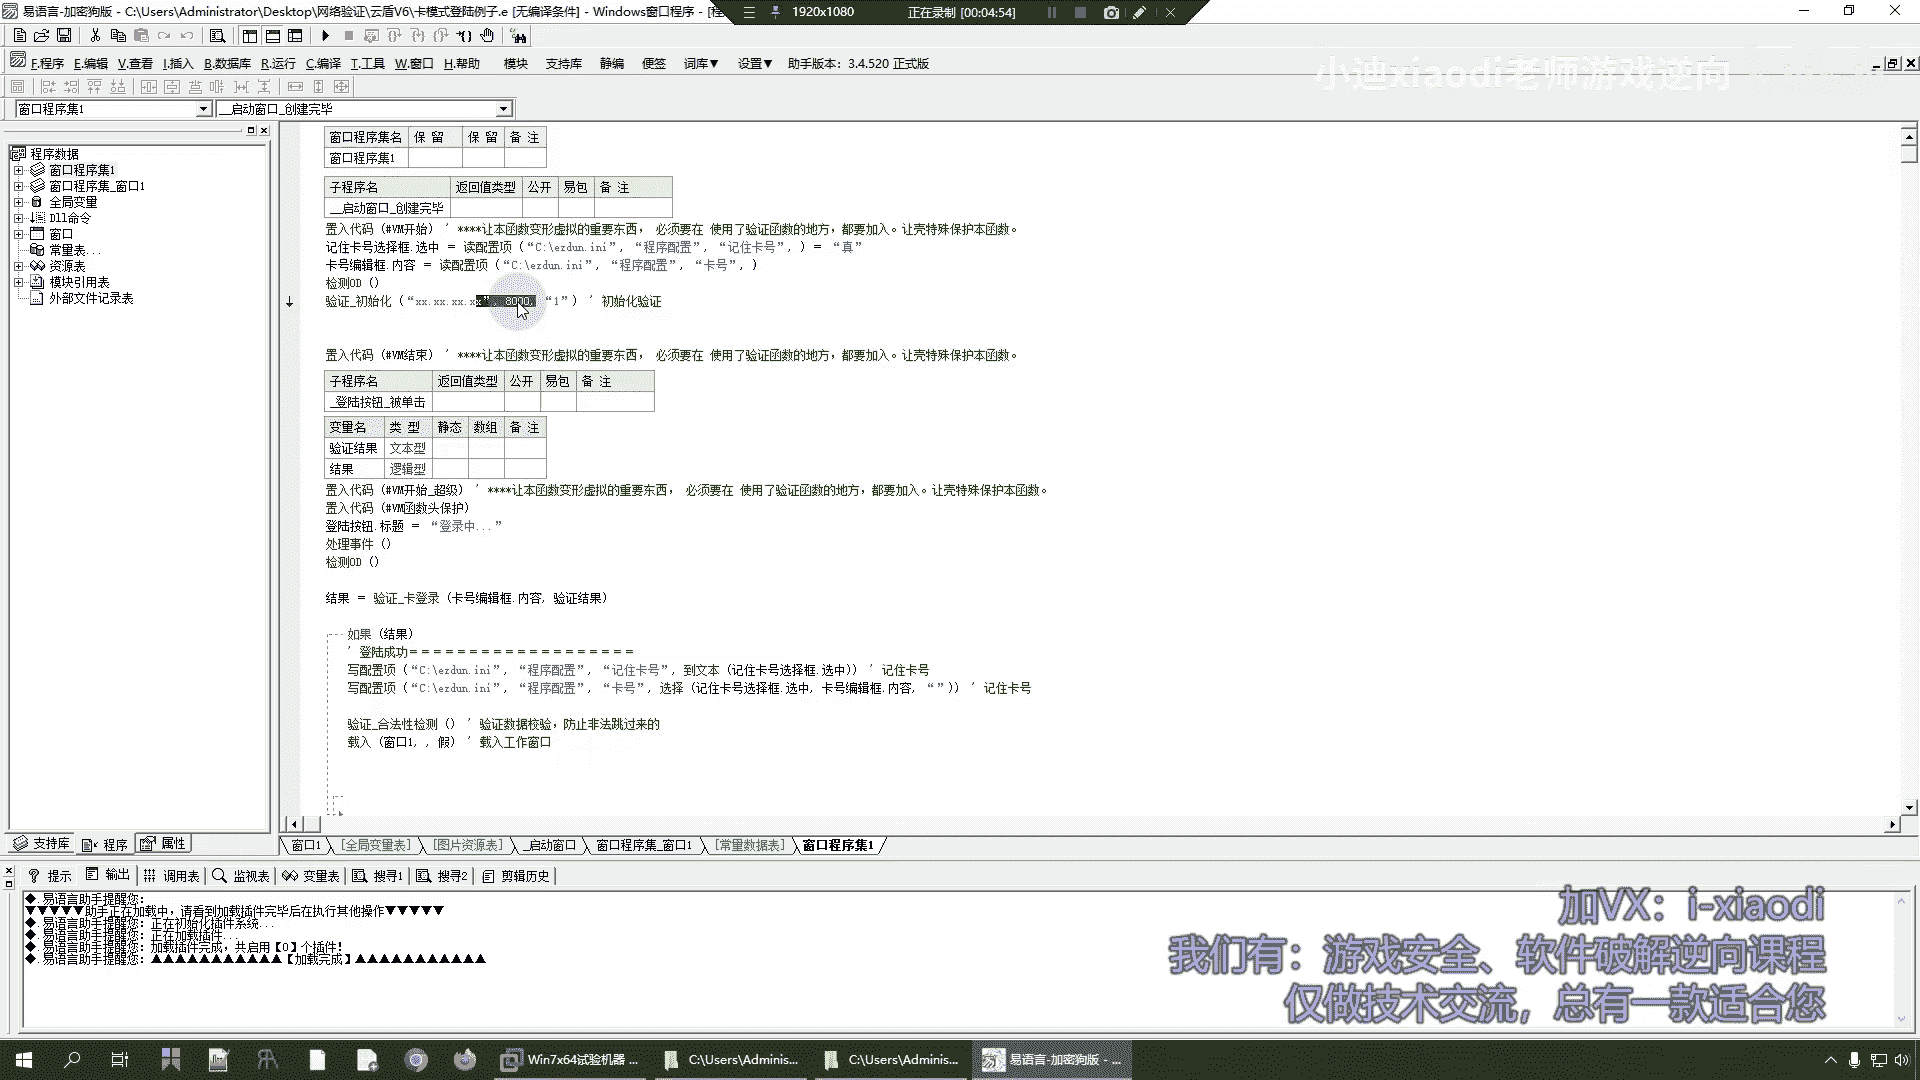 易语言-加密狗版 - C:\Users\Administrator\Desktop\网络验证\云盾V6\卡模式登陆例子.e [无编译条件] - Windows窗口程序 - [程
1920x1080
正在录制 [00:04:54]
F.程序 E.编辑 V.查看 I.插入 B.数据库 R.运行 C.编译 T.工具 W.窗口 H.帮助 模块 支持库 静编 便签 词库▼ 设置▼ 助手版本：3.4.520 正式版
小迪xiaodi老师游戏逆向
窗口程序集1 __启动窗口_创建完毕
程序数据
窗口程序集1
窗口程序集_窗口1
全局变量
Dll命令
窗口
常量表...
资源表
模块引用表
外部文件记录表
窗口程序集名 保 留 保 留 备 注
窗口程序集1
子程序名 返回值类型 公开 易包 备 注
__启动窗口_创建完毕
置入代码 (#VM开始) ' ****让本函数变形虚拟的重要东西， 必须要在 使用了验证函数的地方，都要加入。让壳特殊保护本函数。
记住卡号选择框.选中 = 读配置项 (“C:\ezdun.ini”, “程序配置”, “记住卡号”, ) = “真”
卡号编辑框.内容 = 读配置项 (“C:\ezdun.ini”, “程序配置”, “卡号”, )
检测OD ()
验证_初始化 (“xx.xx.xx.xx”, 8000, “1”) ' 初始化验证
置入代码 (#VM结束) ' ****让本函数变形虚拟的重要东西， 必须要在 使用了验证函数的地方，都要加入。让壳特殊保护本函数。
子程序名 返回值类型 公开 易包 备 注
_登陆按钮_被单击
变量名 类 型 静态 数组 备 注
验证结果 文本型
结果 逻辑型
置入代码 (#VM开始_超级) ' ****让本函数变形虚拟的重要东西， 必须要在 使用了验证函数的地方，都要加入。让壳特殊保护本函数。
置入代码 (#VM函数头保护)
登陆按钮.标题 = “登录中...”
处理事件 ()
检测OD ()
结果 = 验证_卡登录 (卡号编辑框.内容, 验证结果)
如果 (结果)
' 登陆成功＝＝＝＝＝＝＝＝＝＝＝＝＝＝＝＝＝＝＝
写配置项 (“C:\ezdun.ini”, “程序配置”, “记住卡号”, 到文本 (记住卡号选择框.选中)) ' 记住卡号
写配置项 (“C:\ezdun.ini”, “程序配置”, “卡号”, 选择 (记住卡号选择框.选中, 卡号编辑框.内容, “”)) ' 记住卡号
验证_合法性检测 () ' 验证数据校验，防止非法跳过来的
载入 (窗口1, , 假) ' 载入工作窗口
支持库 程序 属性
窗口1 [全局变量表] [图片资源表] _启动窗口 窗口程序集_窗口1 [常量数据表] 窗口程序集1
提示 输出 调用表 监视表 变量表 搜寻1 搜寻2 剪辑历史
◆.易语言助手提醒您：
▼▼▼▼▼助手正在加载中，请看到加载插件完毕后在执行其他操作▼▼▼▼▼
◆.易语言助手提醒您：正在初始化插件系统...
◆.易语言助手提醒您：正在加载插件...
◆.易语言助手提醒您：加载插件完成，共启用【0】个插件！
◆.易语言助手提醒您：▲▲▲▲▲▲▲▲▲▲▲【加载完成】▲▲▲▲▲▲▲▲▲▲▲
加VX：i-xiaodi
我们有：游戏安全、软件破解逆向课程
仅做技术交流，总有一款适合您
Win7x64试验机器 ... C:\Users\Adminis... C:\Users\Adminis... 易语言-加密狗版 - ...